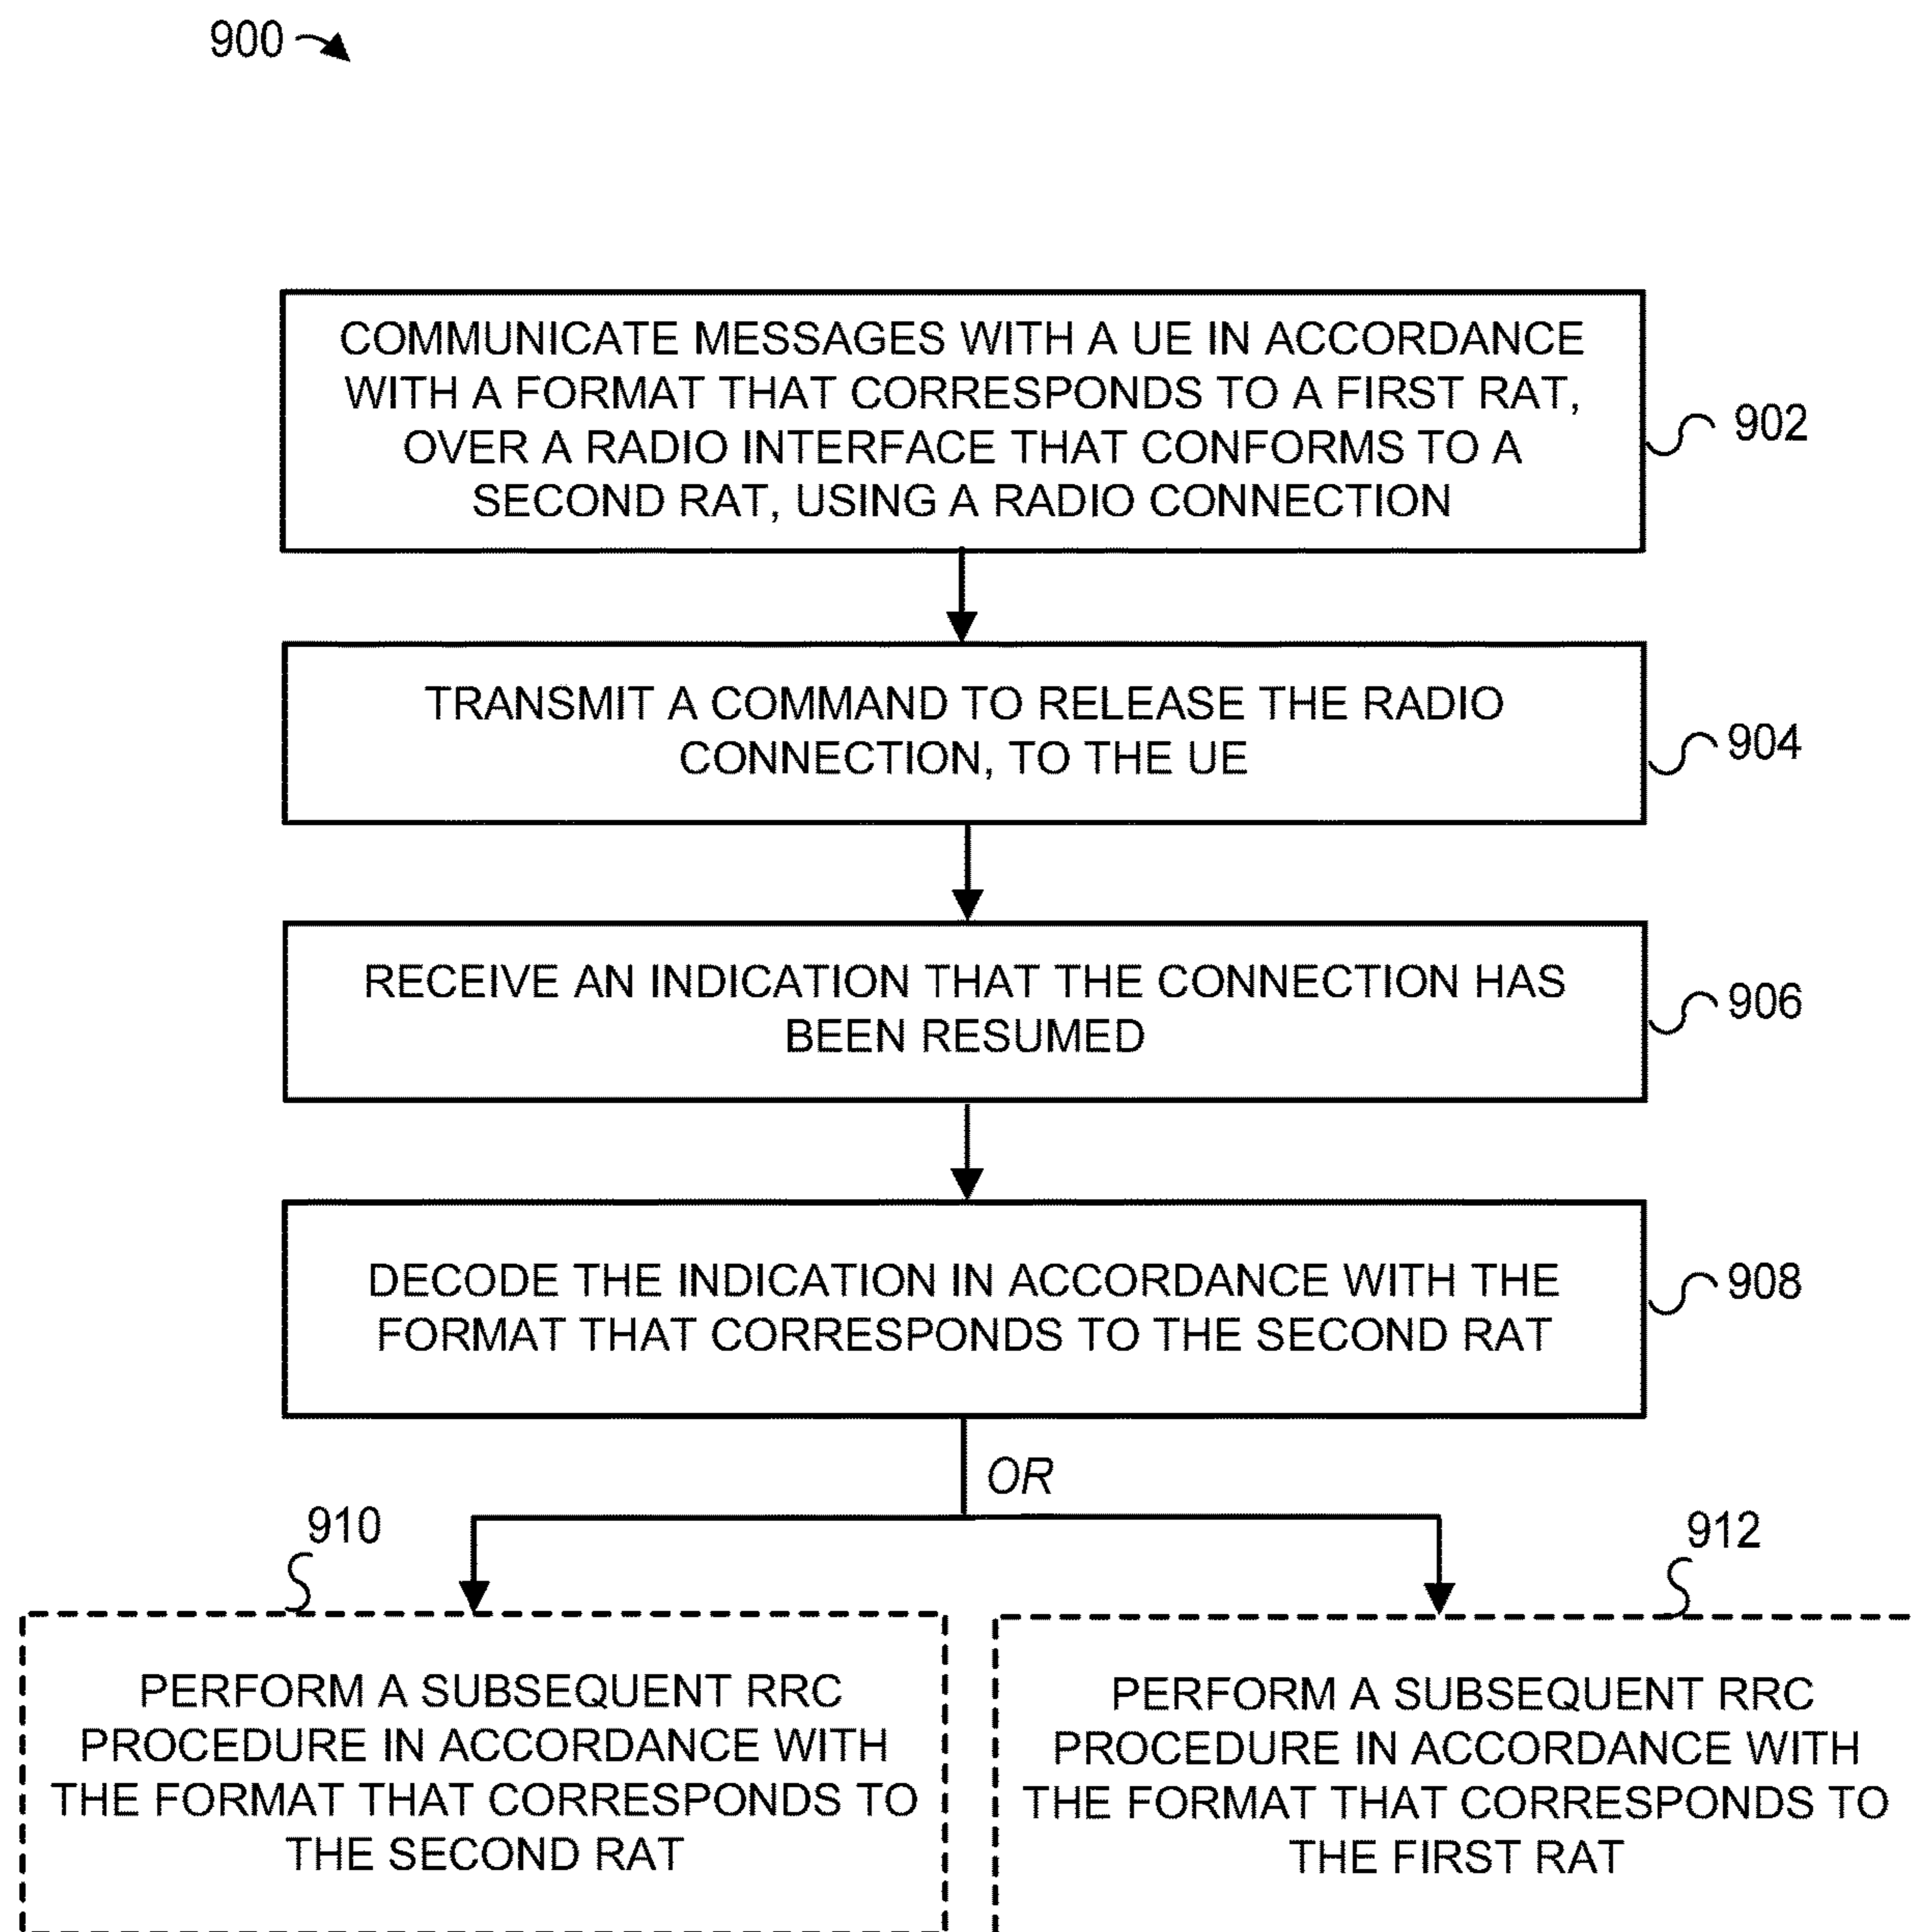 900
COMMUNICATE MESSAGES WITH A UE IN ACCORDANCE
WITH A FORMAT THAT CORRESPONDS TO A FIRST RAT,
OVER A RADIO INTERFACE THAT CONFORMS TO A
SECOND RAT, USING A RADIO CONNECTION
902
TRANSMIT A COMMAND TO RELEASE THE RADIO
CONNECTION, TO THE UE
904
RECEIVE AN INDICATION THAT THE CONNECTION HAS
BEEN RESUMED
906
DECODE THE INDICATION IN ACCORDANCE WITH THE
FORMAT THAT CORRESPONDS TO THE SECOND RAT
908
OR
910
PERFORM A SUBSEQUENT RRC
PROCEDURE IN ACCORDANCE WITH
THE FORMAT THAT CORRESPONDS TO
THE SECOND RAT
912
PERFORM A SUBSEQUENT RRC
PROCEDURE IN ACCORDANCE WITH
THE FORMAT THAT CORRESPONDS TO
THE FIRST RAT